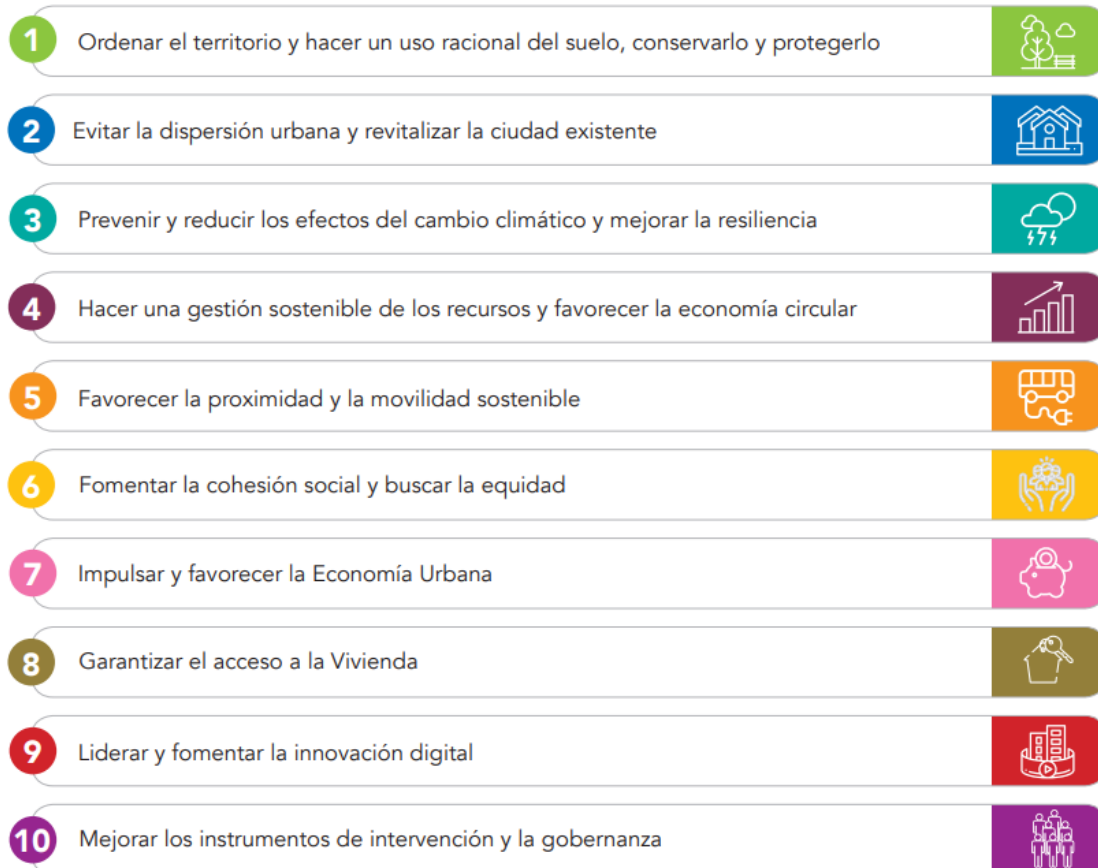 1 Ordenar el territorio y hacer un uso racional del suelo, conservarlo y protegerlo
2 Evitar la dispersión urbana y revitalizar la ciudad existente
3 Prevenir y reducir los efectos del cambio climático y mejorar la resiliencia
4 Hacer una gestión sostenible de los recursos y favorecer la economía circular
5 Favorecer la proximidad y la movilidad sostenible
6 Fomentar la cohesión social y buscar la equidad
7 Impulsar y favorecer la Economía Urbana
8 Garantizar el acceso a la Vivienda
9 Liderar y fomentar la innovación digital
10 Mejorar los instrumentos de intervención y la gobernanza